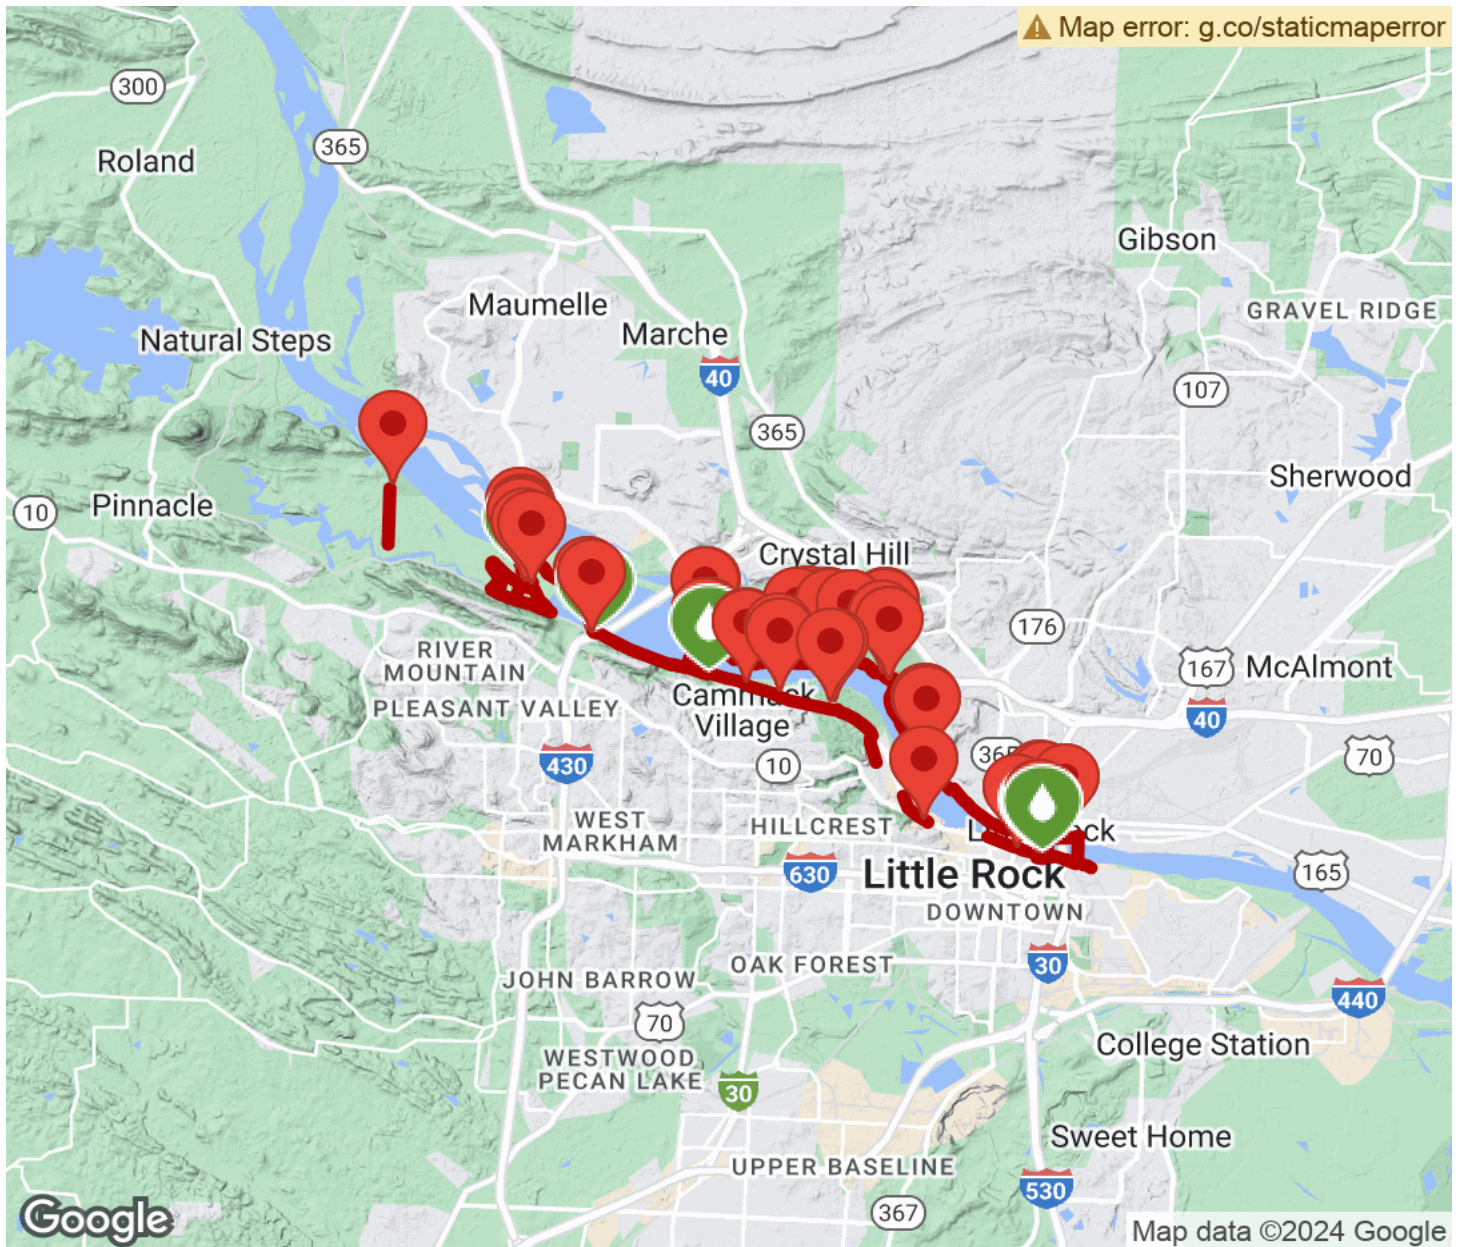 Map error: g.co/staticmaperror
300
365
Roland
Gibson
Maumelle
GRAVEL RIDGE
Marche
Natural Steps
40
107
365
Sherwood
Pinnacle
10
Crystal Hill
176
RIVER
MOUNTAIN
167
McAlmont
Cammack
Village
PLEASANT VALLEY
40
365
70
430
10
WEST
MARKHAM
HILLCREST
630
Little Rock
165
DOWNTOWN
OAK FOREST
30
JOHN BARROW
440
70
College Station
WESTWOOD
PECAN LAKE
30
Sweet Home
UPPER BASELINE
530
367
Google
Map data ©2024 Google